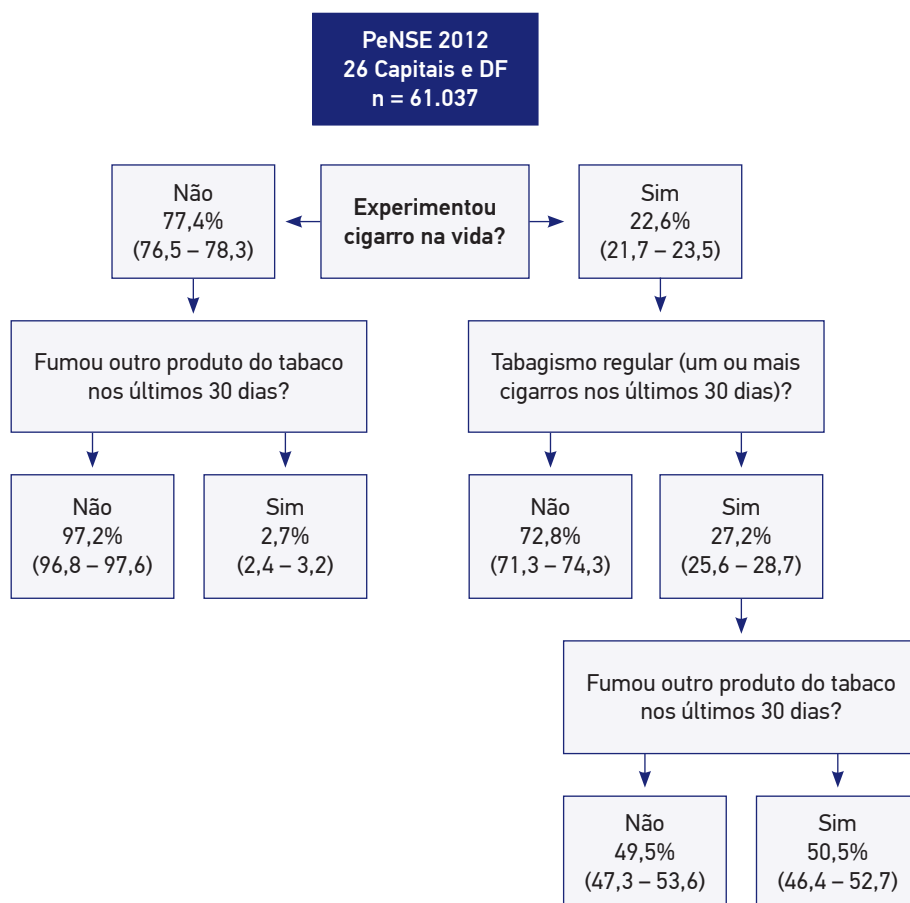 PeNSE 2012
26 Capitais e DF
n = 61.037
Não
77,4%
(76,5 – 78,3)
Experimentou
cigarro na vida?
Sim
22,6%
(21,7 – 23,5)
Fumou outro produto do tabaco
nos últimos 30 dias?
Tabagismo regular (um ou mais
cigarros nos últimos 30 dias)?
Não
97,2%
(96,8 – 97,6)
Sim
2,7%
(2,4 – 3,2)
Não
72,8%
(71,3 – 74,3)
Sim
27,2%
(25,6 – 28,7)
Fumou outro produto do tabaco
nos últimos 30 dias?
Não
49,5%
(47,3 – 53,6)
Sim
50,5%
(46,4 – 52,7)